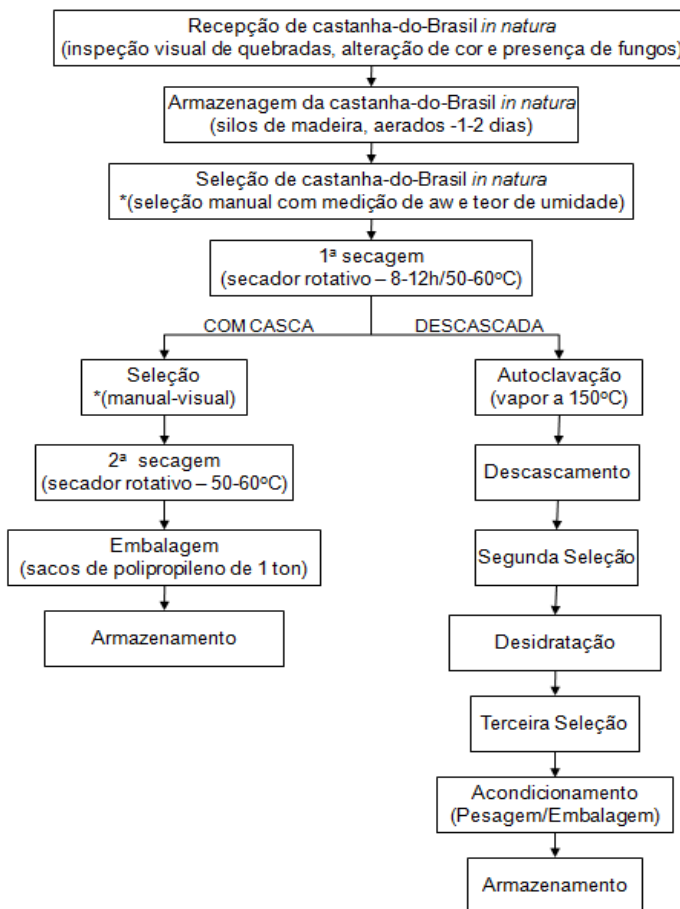 Recepção de castanha-do-Brasil in natura
(inspeção visual de quebradas, alteração de cor e presença de fungos)
Armazenagem da castanha-do-Brasil in natura
(silos de madeira, aerados -1-2 dias)
Seleção de castanha-do-Brasil in natura
*(seleção manual com medição de aw e teor de umidade)
1ª secagem
(secador rotativo – 8-12h/50-60ºC)
COM CASCA
DESCASCADA
Seleção
*(manual-visual)
2ª secagem
(secador rotativo – 50-60ºC)
Embalagem
(sacos de polipropileno de 1 ton)
Armazenamento
Autoclavação
(vapor a 150ºC)
Descascamento
Segunda Seleção
Desidratação
Terceira Seleção
Acondicionamento
(Pesagem/Embalagem)
Armazenamento